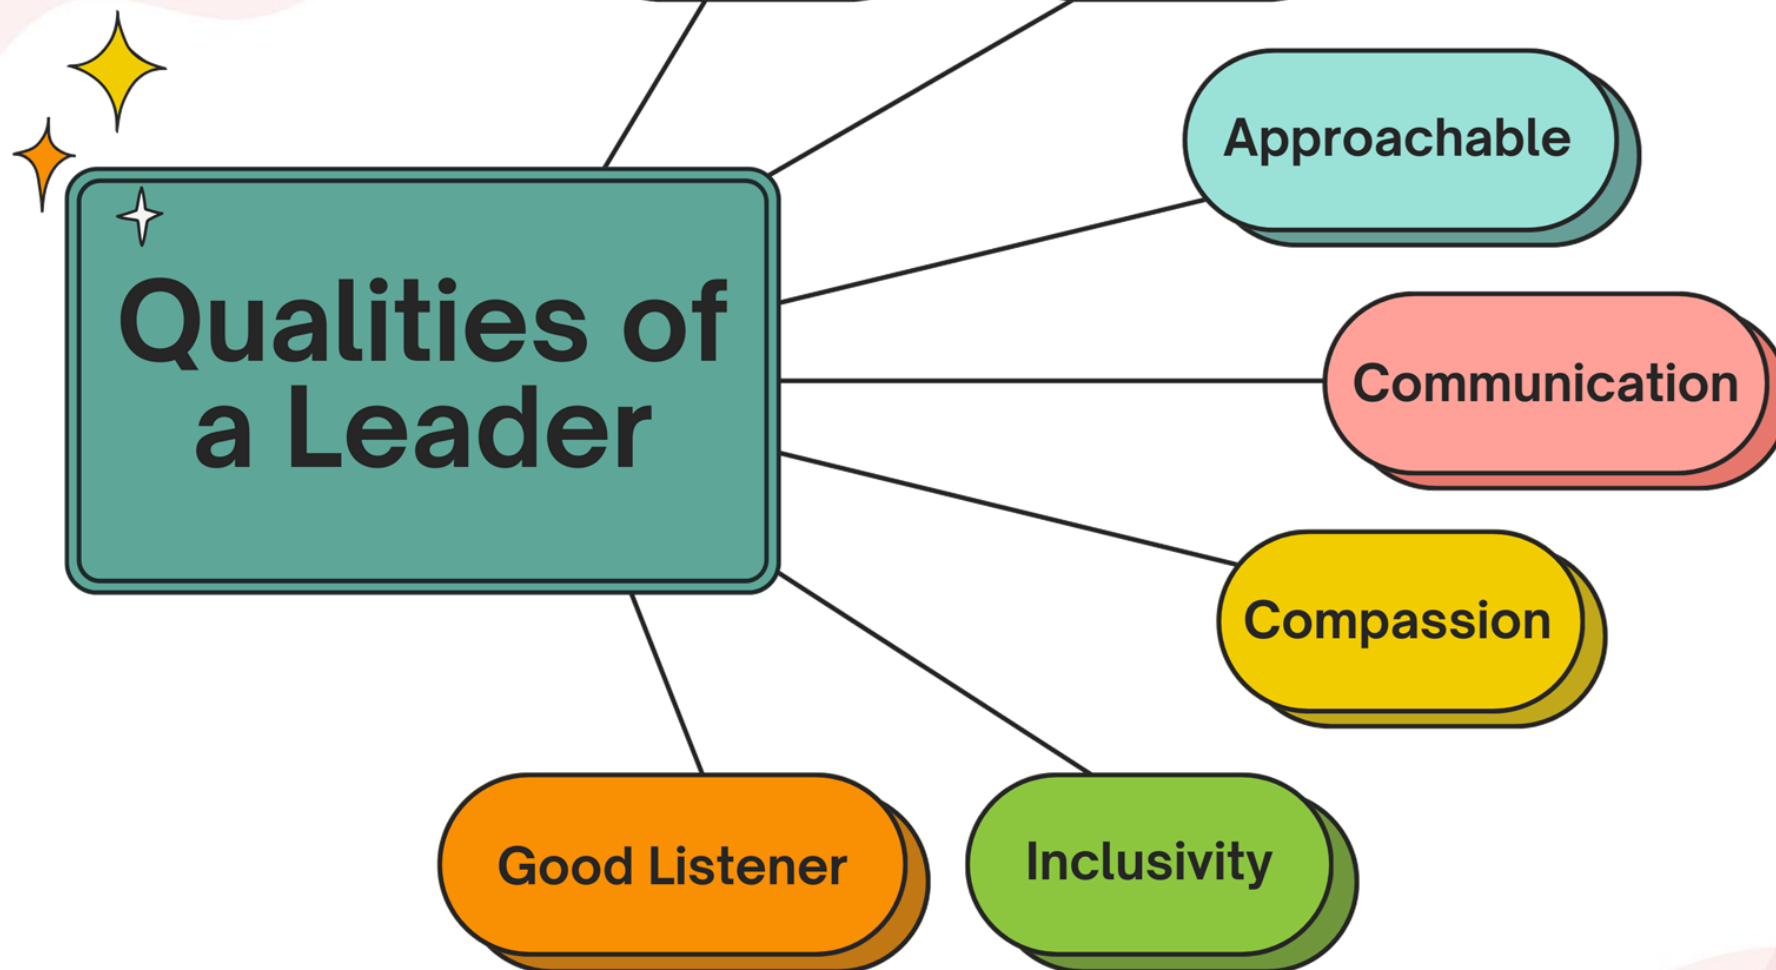 Qualities of
a Leader
Approachable
Communication
Compassion
Inclusivity
Good Listener